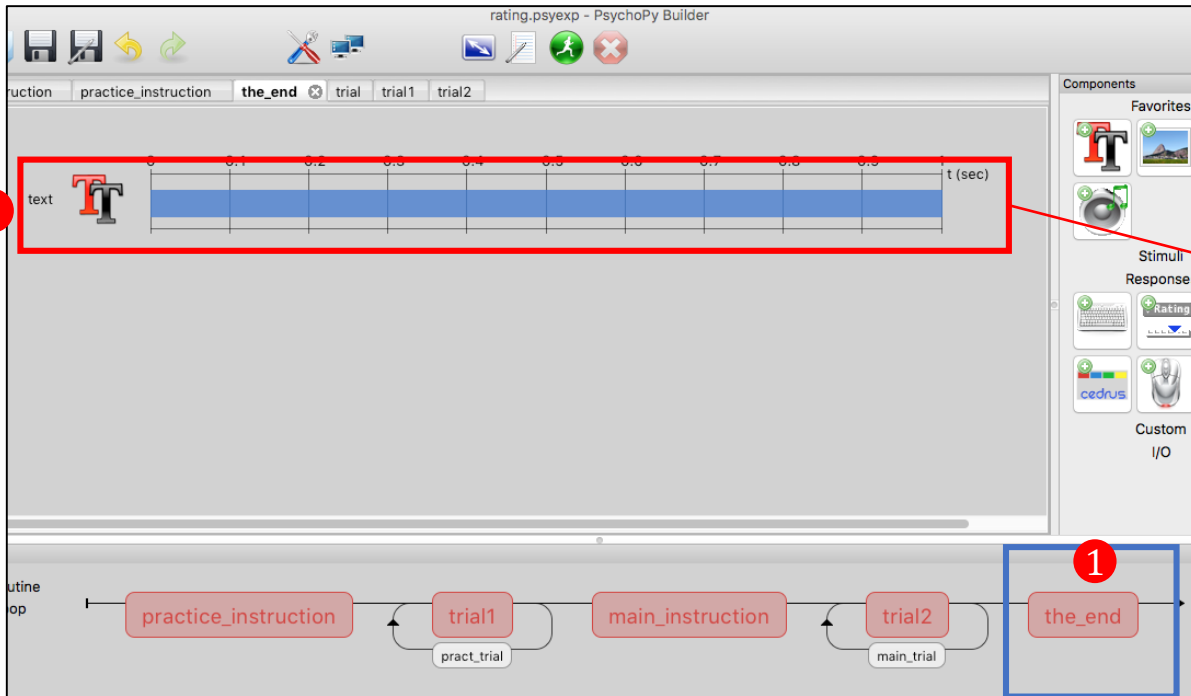 rating.psyexp - PsychoPy Builder
ruction practice_instruction the_end trial trial1 trial2
Components
Favorites
0 0.1 0.2 0.3 0.4 0.5 0.6 0.7 0.8 0.9 1
t (sec)
text
Stimuli
Response
Rating
cedrus
Custom
I/O
1
utine
oop
practice_instruction trial1 main_instruction trial2 the_end
pract_trial main_trial